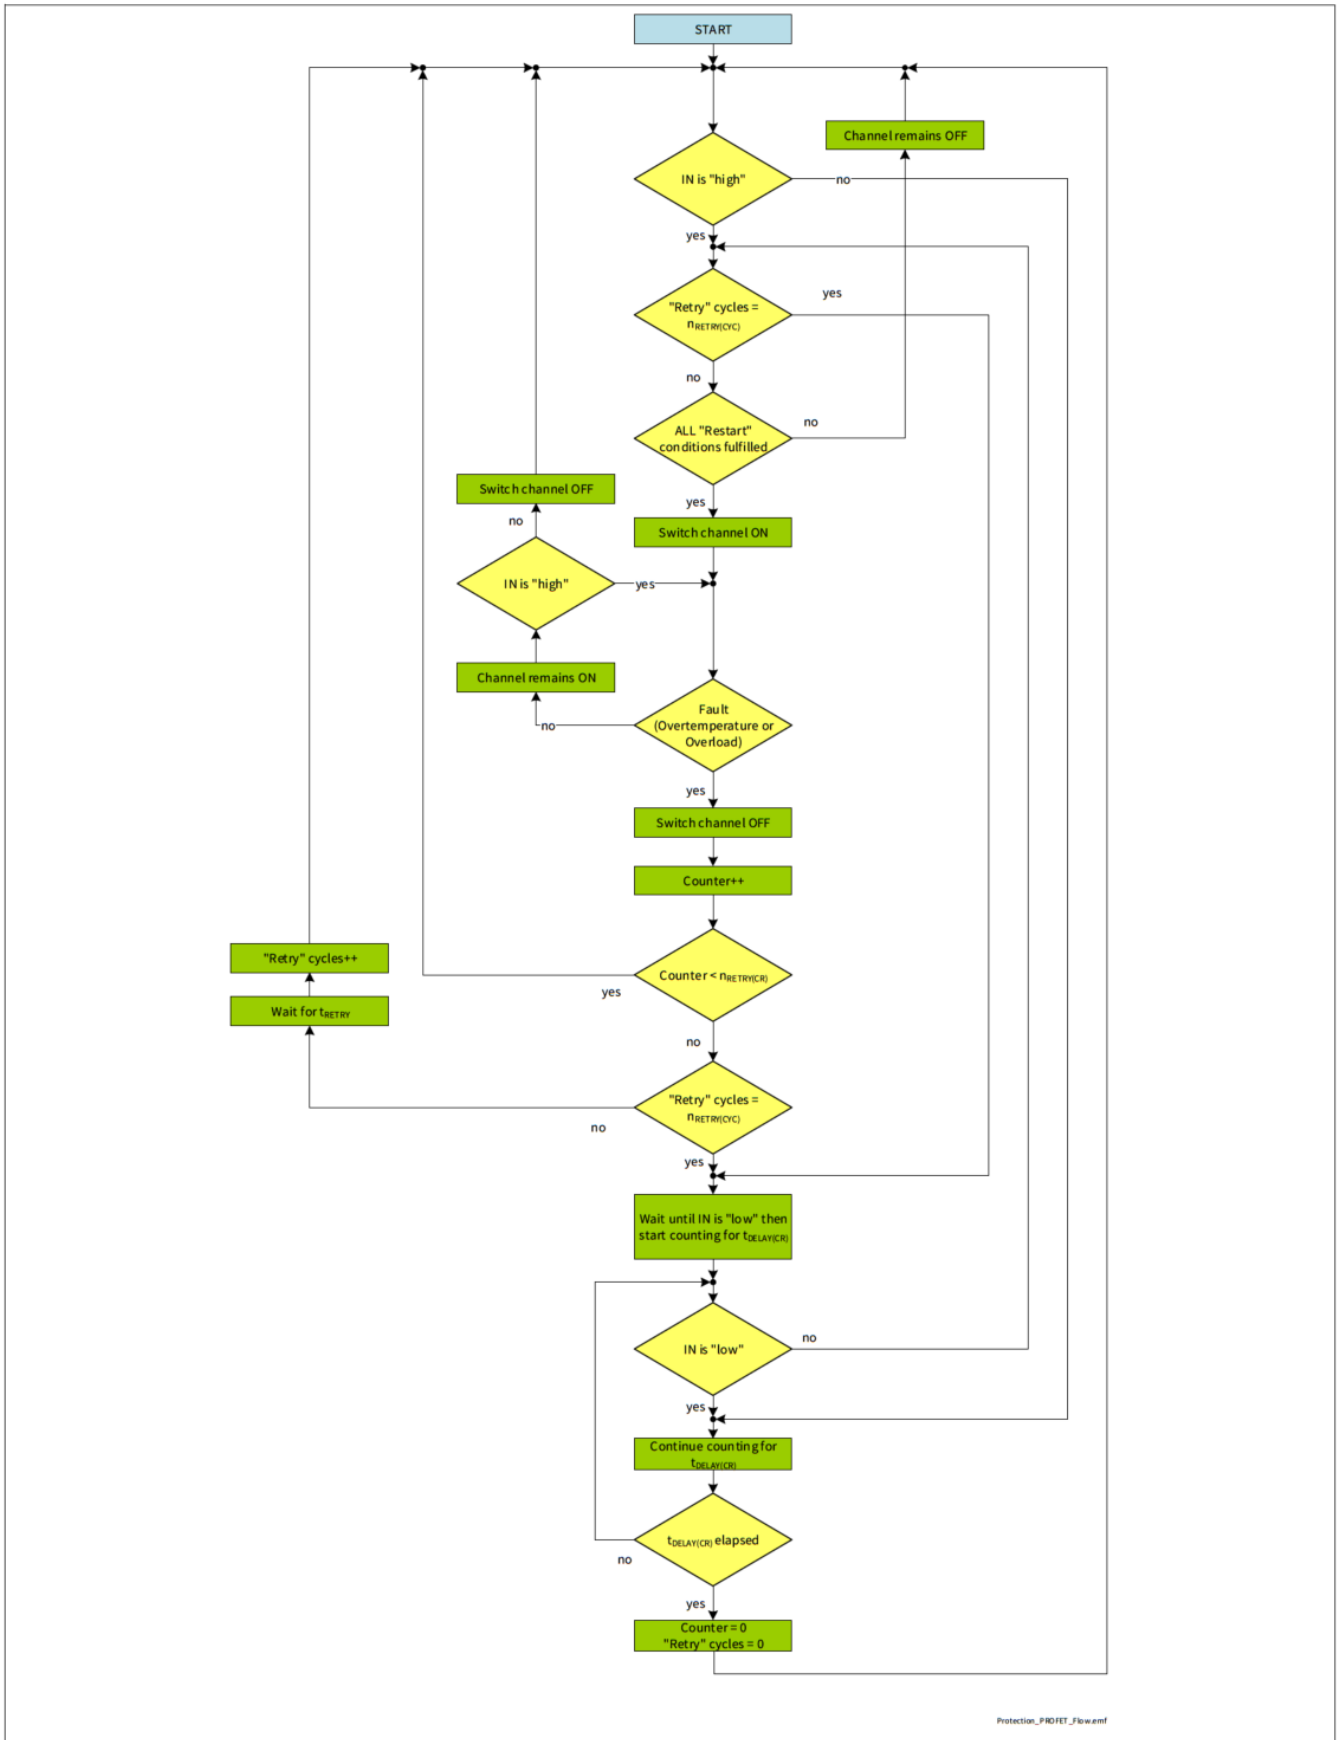 START
Channel remains OFF
IN is "high"
no
yes
"Retry" cycles =
nRETRY(CYC)
yes
no
ALL "Restart"
conditions fulfilled
no
Switch channel OFF
yes
no
Switch channel ON
IN is "high"
yes
Channel remains ON
Fault
(Overtemperature or
Overload)
no
yes
Switch channel OFF
Counter++
"Retry" cycles++
Counter < nRETRY(CR)
yes
Wait for tRETRY
no
"Retry" cycles =
nRETRY(CYC)
no
yes
Wait until IN is "low" then
start counting for tDELAY(CR)
IN is "low"
no
yes
Continue counting for
tDELAY(CR)
tDELAY(CR) elapsed
no
yes
Counter = 0
"Retry" cycles = 0
Protection_PROFET_Flow.emf